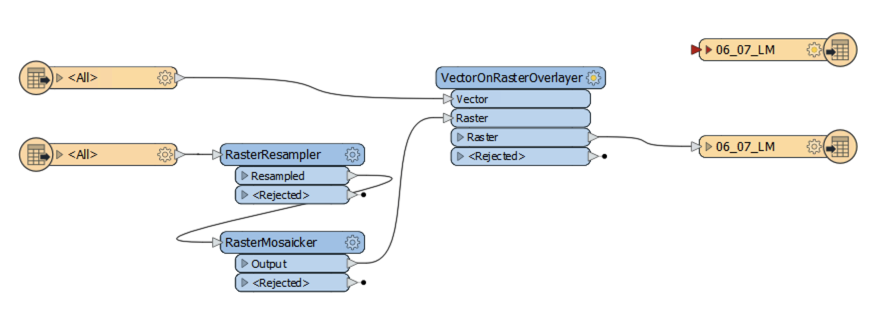 06_07_LM
<All>
VectorOnRasterOverlayer
Vector
Raster
Raster
<Rejected>
06_07_LM
<All>
RasterResampler
Resampled
<Rejected>
RasterMosaicker
Output
<Rejected>